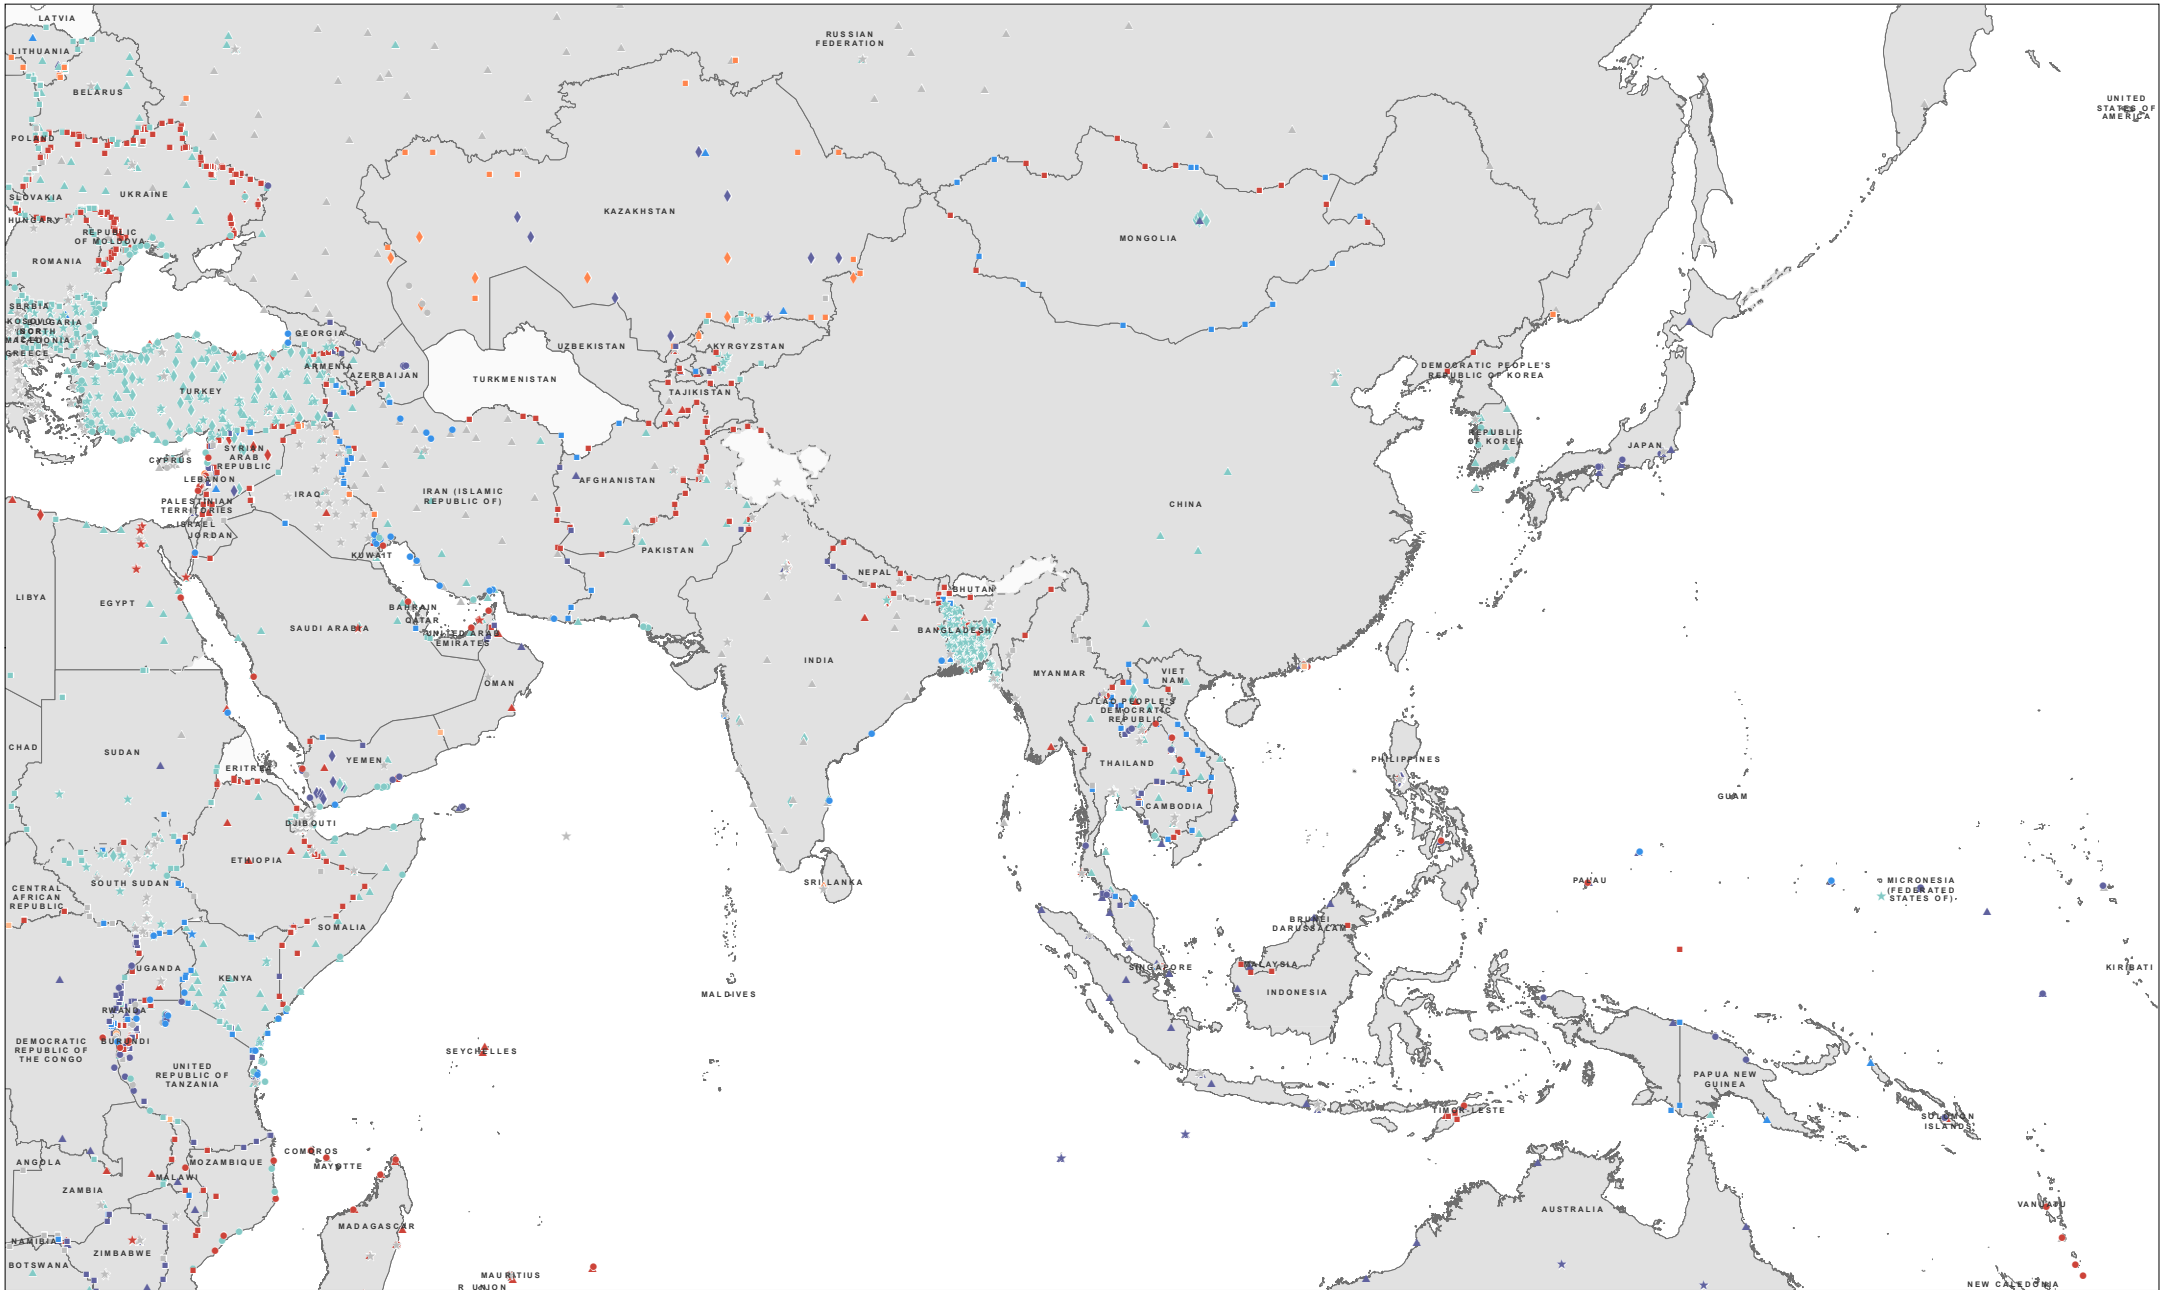 LATVIA
LITHUANIA
BELARUS
POLAND
SLOVAKIA
UKRAINE
HUNGARY
REPUBLIC
OF MOLDOVA
ROMANIA
SERBIA
KOSOVO
BULGARIA
NORTH
MACEDONIA
GREECE
TURKEY
GEORGIA
ARMENIA
AZERBAIJAN
RUSSIAN
FEDERATION
KAZAKHSTAN
UZBEKISTAN
KYRGYZSTAN
TURKMENISTAN
TAJIKISTAN
MONGOLIA
DEMOCRATIC PEOPLE'S
REPUBLIC OF KOREA
REPUBLIC
OF KOREA
JAPAN
UNITED
STATES OF
AMERICA
CYPRUS
SYRIAN
ARAB
REPUBLIC
LEBANON
PALESTINIAN
TERRITORIES
ISRAEL
JORDAN
IRAQ
IRAN (ISLAMIC
REPUBLIC OF)
AFGHANISTAN
PAKISTAN
CHINA
KUWAIT
LIBYA
EGYPT
SAUDI ARABIA
BAHRAIN
QATAR
UNITED ARAB
EMIRATES
OMAN
NEPAL
BHUTAN
BANGLADESH
INDIA
MYANMAR
VIET
NAM
LAO PEOPLE'S
DEMOCRATIC
REPUBLIC
THAILAND
CAMBODIA
PHILIPPINES
GUAM
CHAD
SUDAN
ERITREA
YEMEN
DJIBOUTI
ETHIOPIA
SOUTH SUDAN
CENTRAL
AFRICAN
REPUBLIC
SOMALIA
UGANDA
KENYA
RWANDA
BURUNDI
DEMOCRATIC
REPUBLIC OF
THE CONGO
UNITED
REPUBLIC OF
TANZANIA
SRI LANKA
MALDIVES
SEYCHELLES
PALAU
MICRONESIA
(FEDERATED
STATES OF)
BRUNEI
DARUSSALAM
MALAYSIA
SINGAPORE
INDONESIA
KIRIBATI
PAPUA NEW
GUINEA
TIMOR-LESTE
SOLOMON
ISLANDS
ANGOLA
ZAMBIA
MALAWI
MOZAMBIQUE
COMOROS
MAYOTTE
MADAGASCAR
NAMIBIA
ZIMBABWE
BOTSWANA
MAURITIUS
R UNION
AUSTRALIA
VANUATU
NEW CALEDONIA